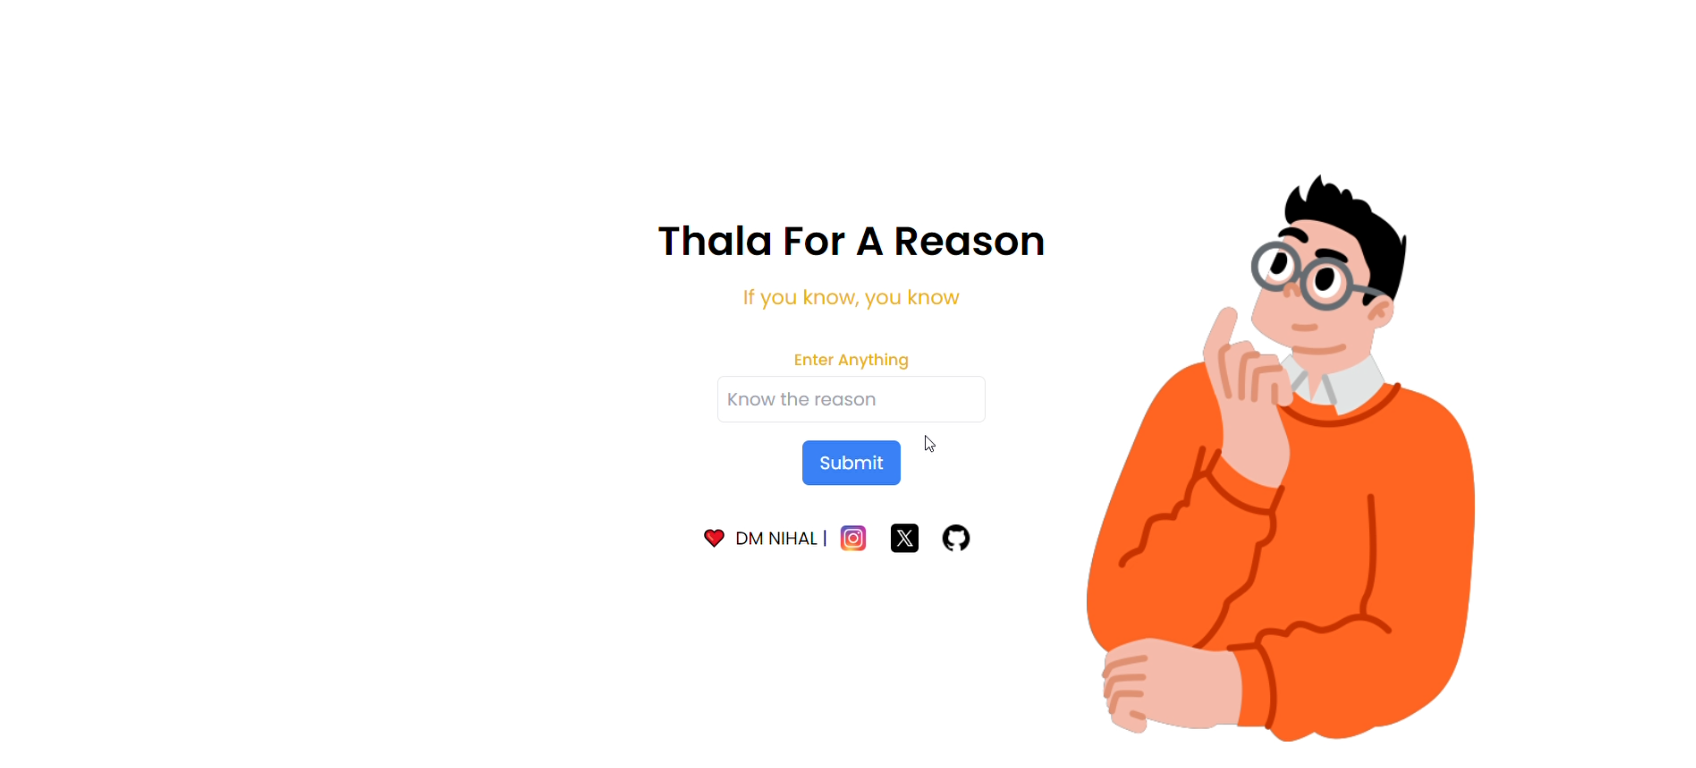 Thala For A Reason
If you know, you know
Enter Anything
Know the reason
Submit
DM NIHAL |